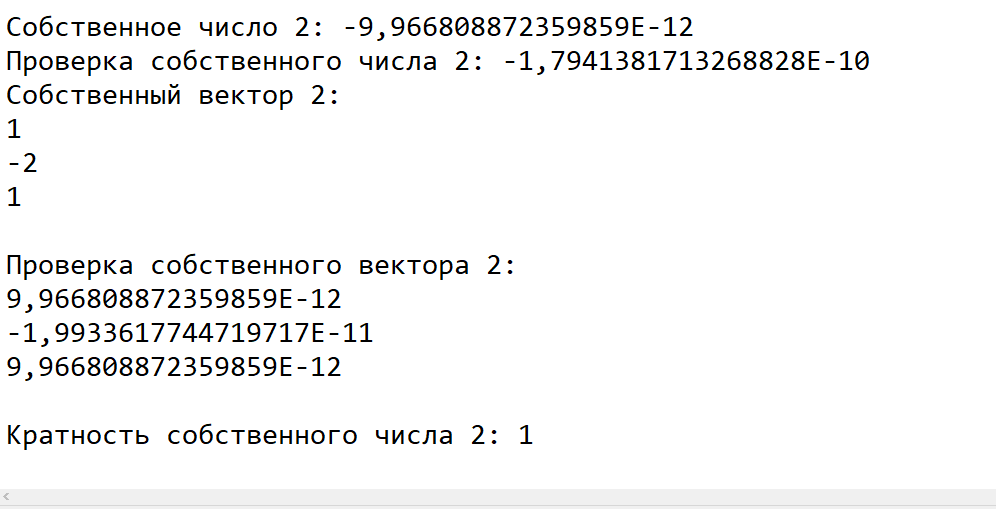 Собственное число 2: -9,966808872359859E-12
Проверка собственного числа 2: -1,7941381713268828E-10
Собственный вектор 2:
1
-2
1
Проверка собственного вектора 2:
9,966808872359859E-12
-1,9933617744719717E-11
9,966808872359859E-12
Кратность собственного числа 2: 1